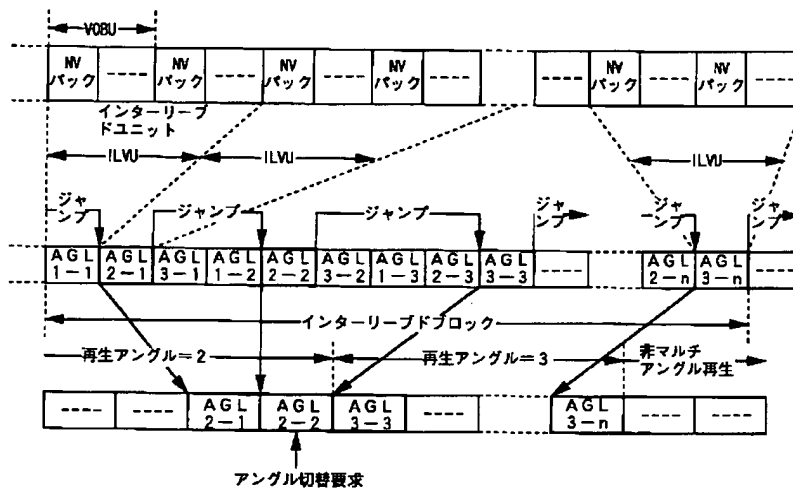 VOBU
NV
パック
----
NV
パック
----
NV
パック
----
NV
パック
----
----
NV
パック
----
NV
パック
----
インターリーブ
ドユニット
ILVU
ILVU
ILVU
ジャ
ンプ
ジャンプ
ジャンプ
ジャ
ンプ
ジャ
ンプ
ジャ
ンプ
AGL
1-1
AGL
2-1
AGL
3-1
AGL
1-2
AGL
2-2
AGL
3-2
AGL
1-3
AGL
2-3
AGL
3-3
----
AGL
2-n
AGL
3-n
----
インターリーブドブロック
再生アングル=2
再生アングル=3
非マルチ
アングル再生
----
----
AGL
2-1
AGL
2-2
AGL
3-3
----
AGL
3-n
----
----
アングル切替要求